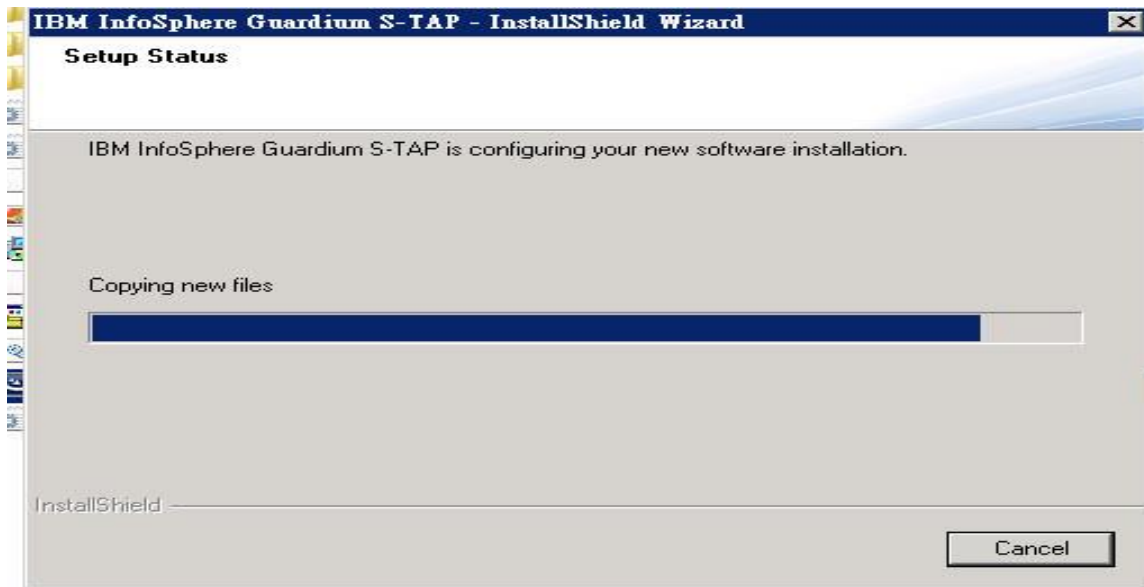 IBM InfoSphere Guardium S-TAP - InstallShield Wizard
Setup Status
IBM InfoSphere Guardium S-TAP is configuring your new software installation.
Copying new files
InstallShield
Cancel